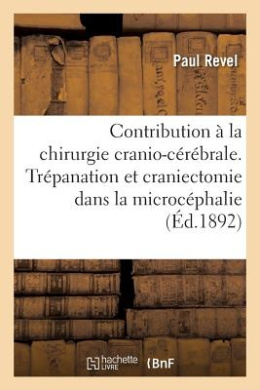 Paul Revel
Contribution à la
chirurgie cranio-cérébrale.
Trépanation et craniectomie
dans la microcéphalie
(Éd.1892)
hachette
LIVRE
{BnF